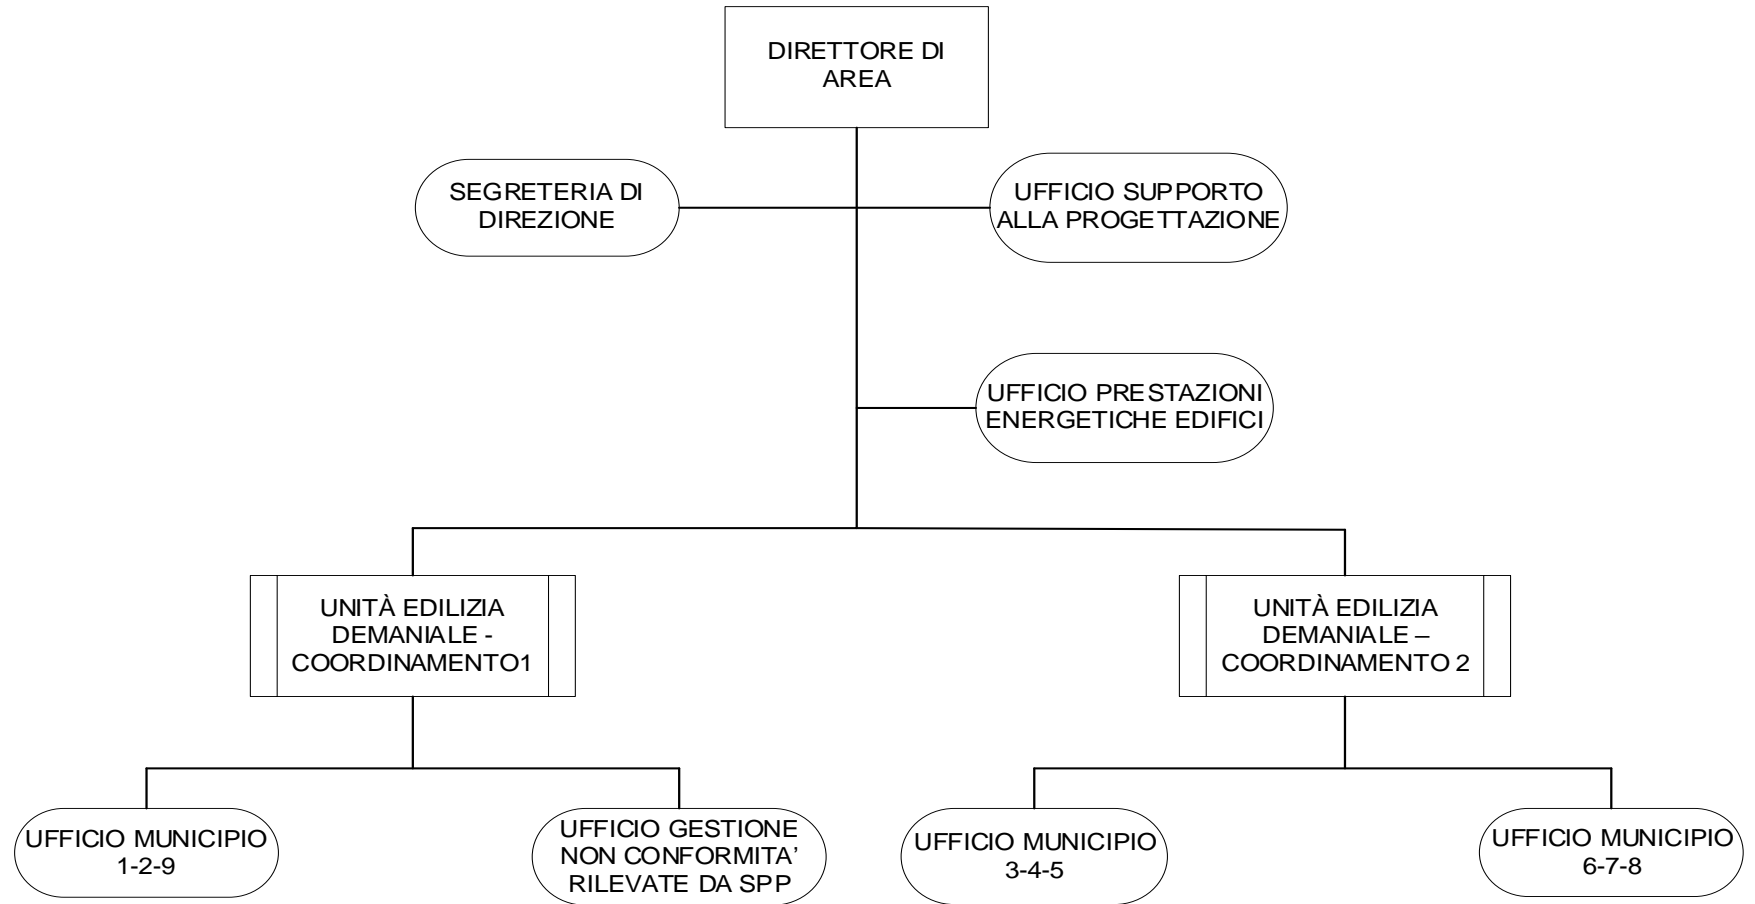 DIRETTORE DI
AREA
SEGRETERIA DI
DIREZIONE
UFFICIO SUPPORTO
ALLA PROGETTAZIONE
UFFICIO PRESTAZIONI
ENERGETICHE EDIFICI
UNITÀ EDILIZIA
DEMANIALE -
COORDINAMENTO1
UNITÀ EDILIZIA
DEMANIALE –
COORDINAMENTO 2
UFFICIO MUNICIPIO
1-2-9
UFFICIO GESTIONE
NON CONFORMITA’
RILEVATE DA SPP
UFFICIO MUNICIPIO
3-4-5
UFFICIO MUNICIPIO
6-7-8